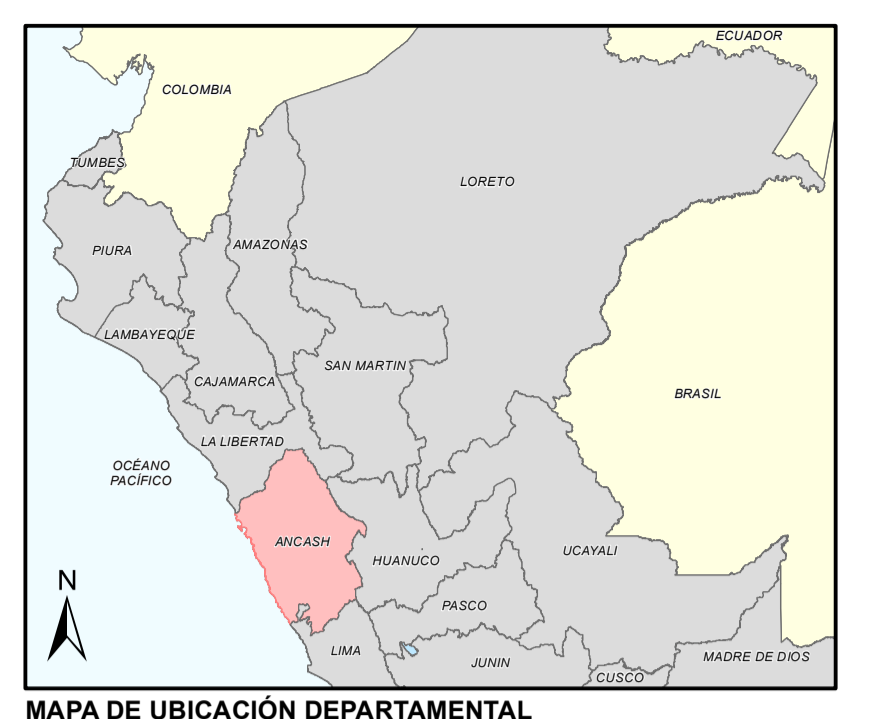 ECUADOR
COLOMBIA
TUMBES
LORETO
AMAZONAS
PIURA
LAMBAYEQUE
SAN MARTIN
CAJAMARCA
BRASIL
LA LIBERTAD
OCÉANO
PACÍFICO
ANCASH
UCAYALI
HUANUCO
N
PASCO
LIMA
MADRE DE DIOS
JUNIN
CUSCO
MAPA DE UBICACIÓN DEPARTAMENTAL